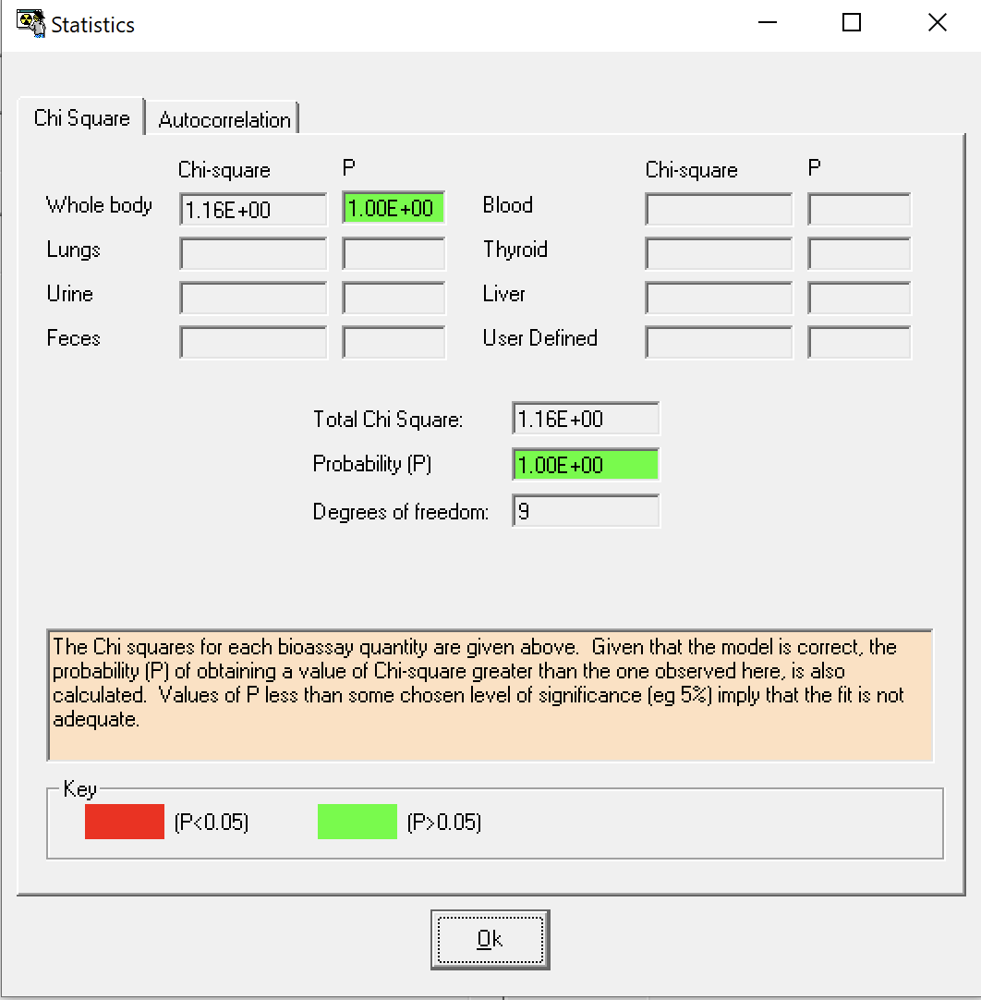 Statistics
Chi Square
Autocorrelation
Chi-square P Chi-square P
Whole body 1.16E+00 1.00E+00 Blood
Lungs Thyroid
Urine Liver
Feces User Defined
Total Chi Square: 1.16E+00
Probability (P) 1.00E+00
Degrees of freedom: 9
The Chi squares for each bioassay quantity are given above.  Given that the model is correct, the
probability (P) of obtaining a value of Chi-square greater than the one observed here, is also
calculated.  Values of P less than some chosen level of significance (eg 5%) imply that the fit is not
adequate.
Key
(P<0.05) (P>0.05)
Ok